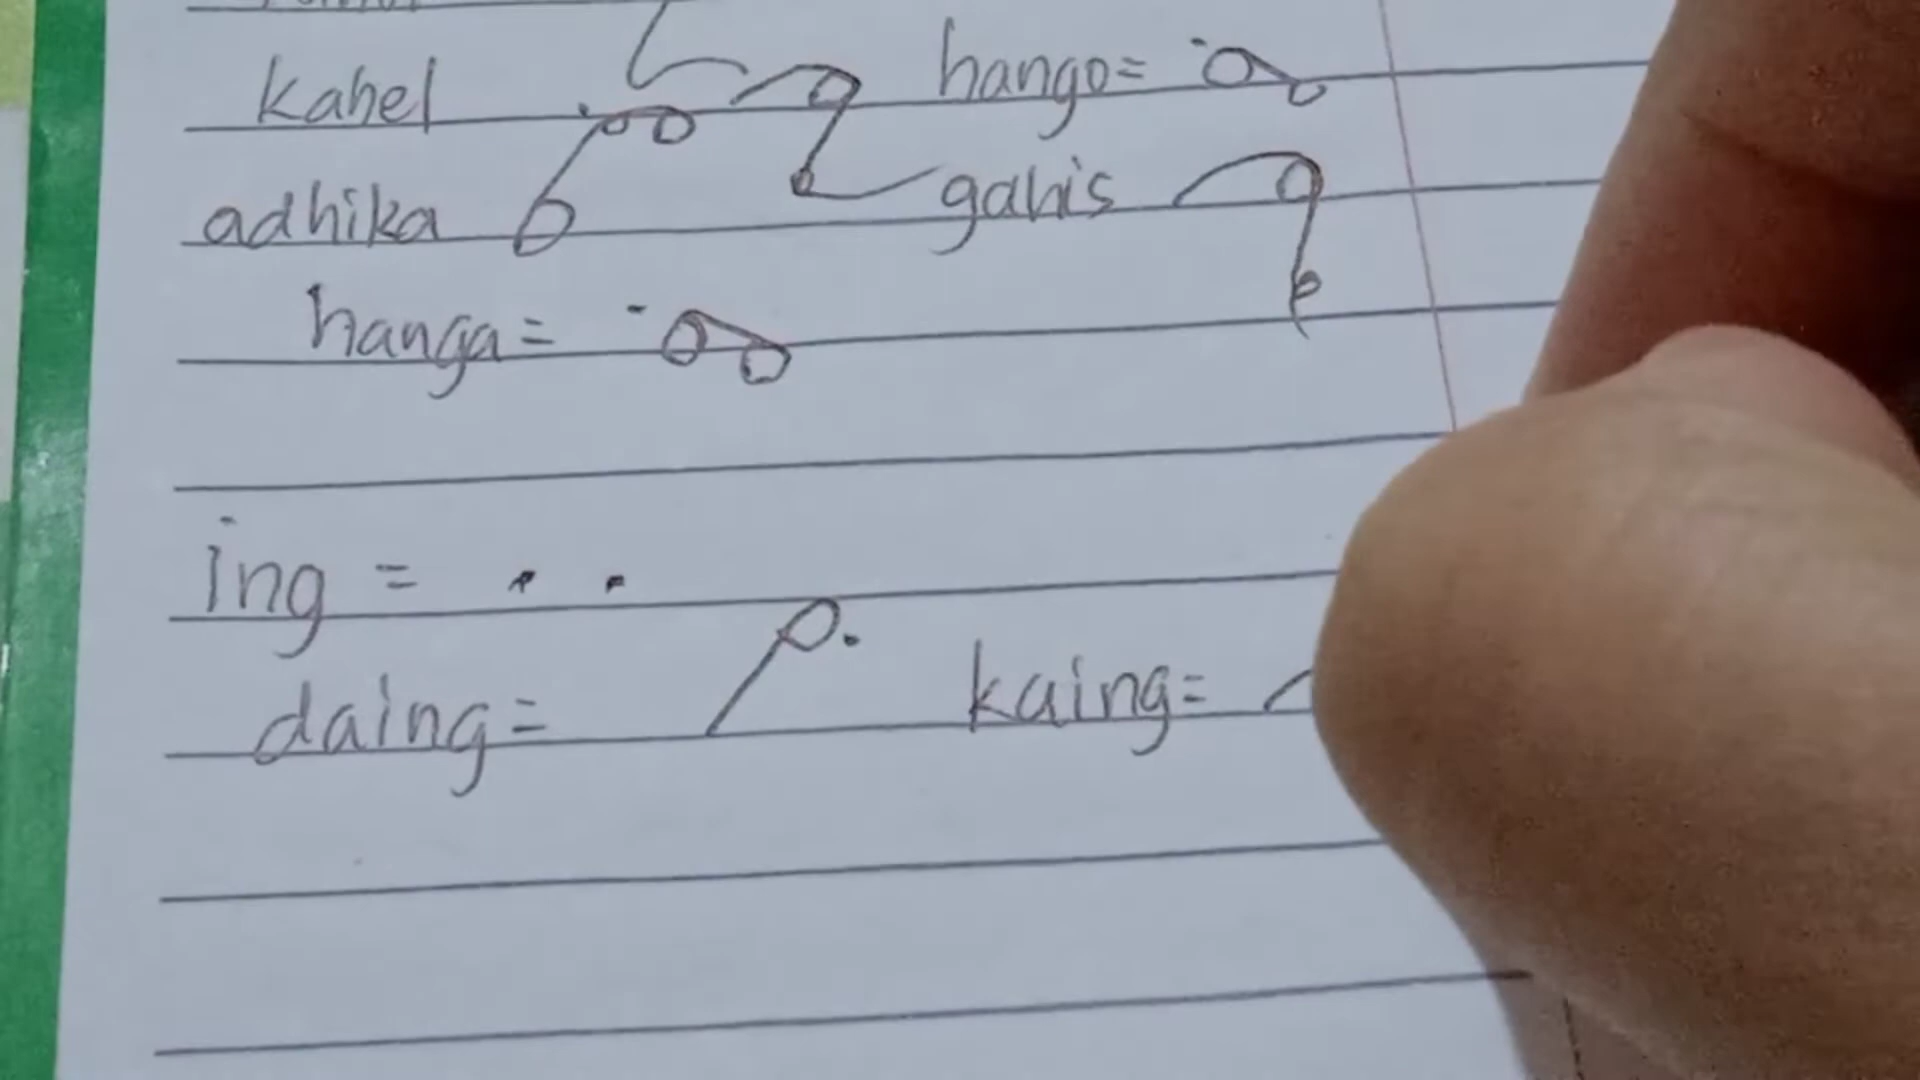 kahel hango=
adhika gahis
hanga=
ing =
daing= kaing=